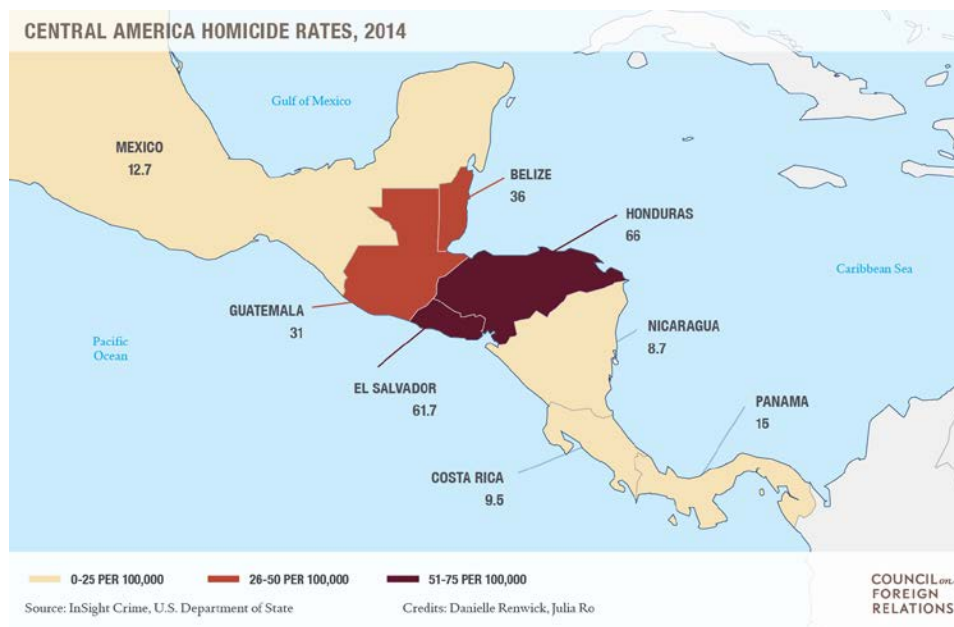 CENTRAL AMERICA HOMICIDE RATES, 2014
Gulf of Mexico
MEXICO
12.7
BELIZE
36
HONDURAS
66
Caribbean Sea
GUATEMALA
31
NICARAGUA
8.7
Pacific
Ocean
EL SALVADOR
61.7
PANAMA
15
COSTA RICA
9.5
0-25 PER 100,000
26-50 PER 100,000
51-75 PER 100,000
Source: InSight Crime, U.S. Department of State
Credits: Danielle Renwick, Julia Ro
COUNCIL on
FOREIGN
RELATIONS